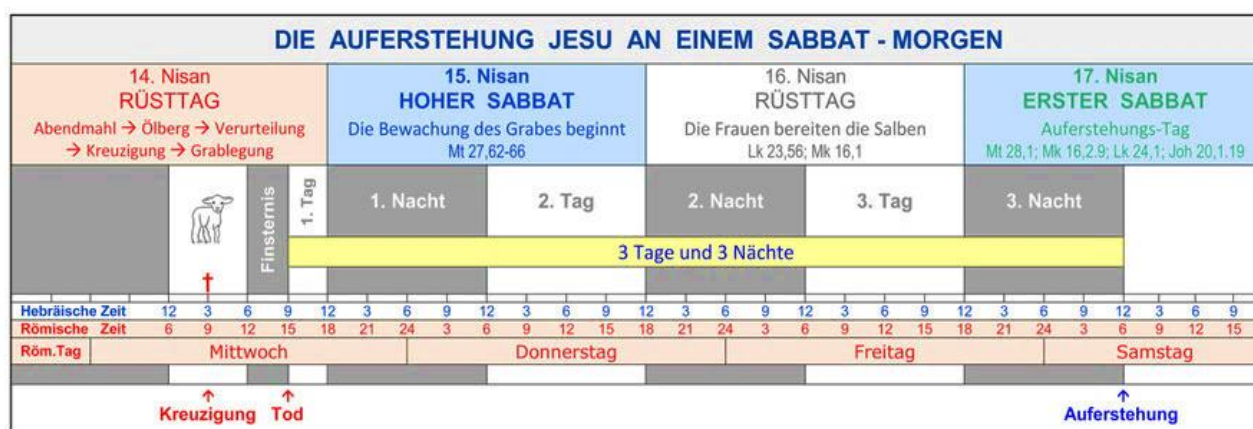 DIE AUFERSTEHUNG JESU AN EINEM SABBAT - MORGEN
14. Nisan
RÜSTTAG
Abendmahl → Ölberg → Verurteilung
→ Kreuzigung → Grablegung
15. Nisan
HOHER SABBAT
Die Bewachung des Grabes beginnt
Mt 27,62-66
16. Nisan
RÜSTTAG
Die Frauen bereiten die Salben
Lk 23,56; Mk 16,1
17. Nisan
ERSTER SABBAT
Auferstehungs-Tag
Mt 28,1; Mk 16,2.9; Lk 24,1; Joh 20,1.19
Finsternis
1. Tag
1. Nacht
2. Tag
2. Nacht
3. Tag
3. Nacht
3 Tage und 3 Nächte
Hebräische Zeit 12 3 6 9 12 3 6 9 12 3 6 9 12 3 6 9 12 3 6 9 12 3 6 9 12 3 6 9
Römische Zeit 6 9 12 15 18 21 24 3 6 9 12 15 18 21 24 3 6 9 12 15 18 21 24 3 6 9 12 15
Röm.Tag Mittwoch Donnerstag Freitag Samstag
Kreuzigung Tod Auferstehung